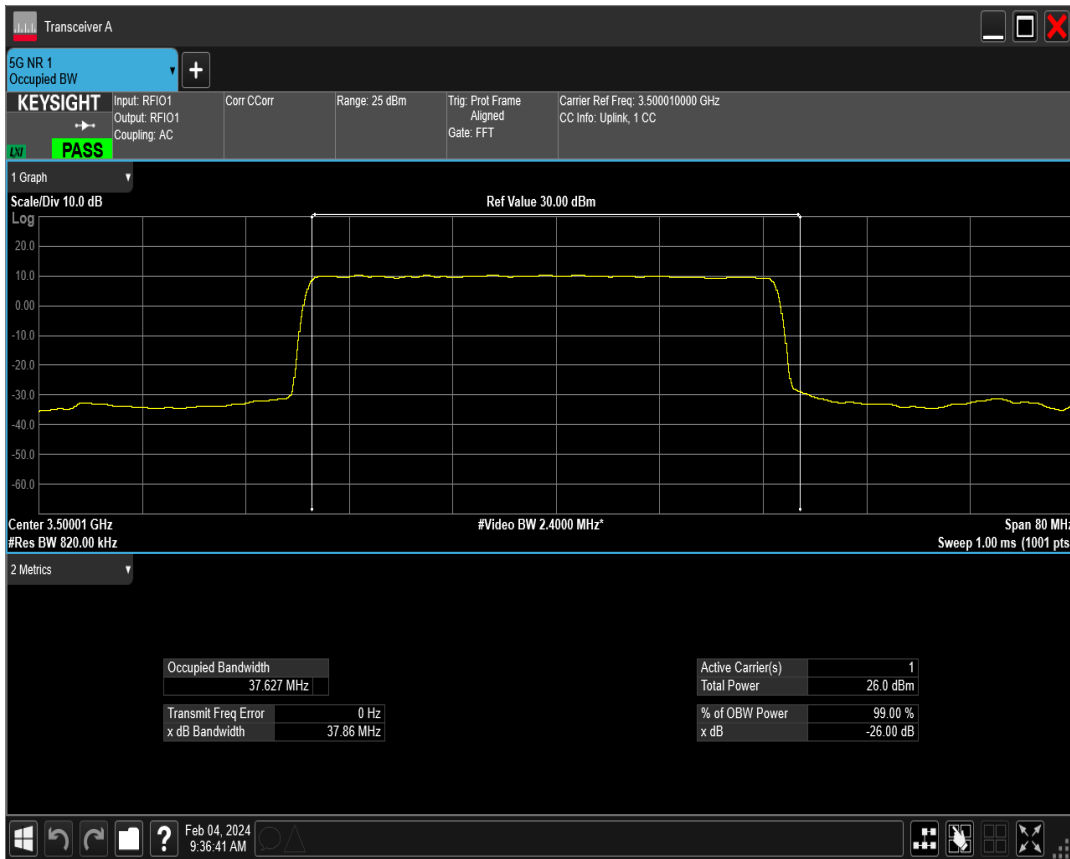 Transceiver A
5G NR 1
Occupied BW
+
KEYSIGHT
LXI
PASS
Input: RFIO1
Output: RFIO1
Coupling: AC
Corr CCorr
Range: 25 dBm
Trig: Prot Frame
Aligned
Gate: FFT
Carrier Ref Freq: 3.500010000 GHz
CC Info: Uplink, 1 CC
1 Graph
Scale/Div 10.0 dB
Ref Value 30.00 dBm
Log
20.0
10.0
0.00
-10.0
-20.0
-30.0
-40.0
-50.0
-60.0
Center 3.50001 GHz
#Video BW 2.4000 MHz*
Span 80 MHz
#Res BW 820.00 kHz
Sweep 1.00 ms (1001 pts
2 Metrics
Occupied Bandwidth
37.627 MHz
Transmit Freq Error 0 Hz
x dB Bandwidth 37.86 MHz
Active Carrier(s) 1
Total Power 26.0 dBm
% of OBW Power 99.00 %
x dB -26.00 dB
?
Feb 04, 2024
9:36:41 AM